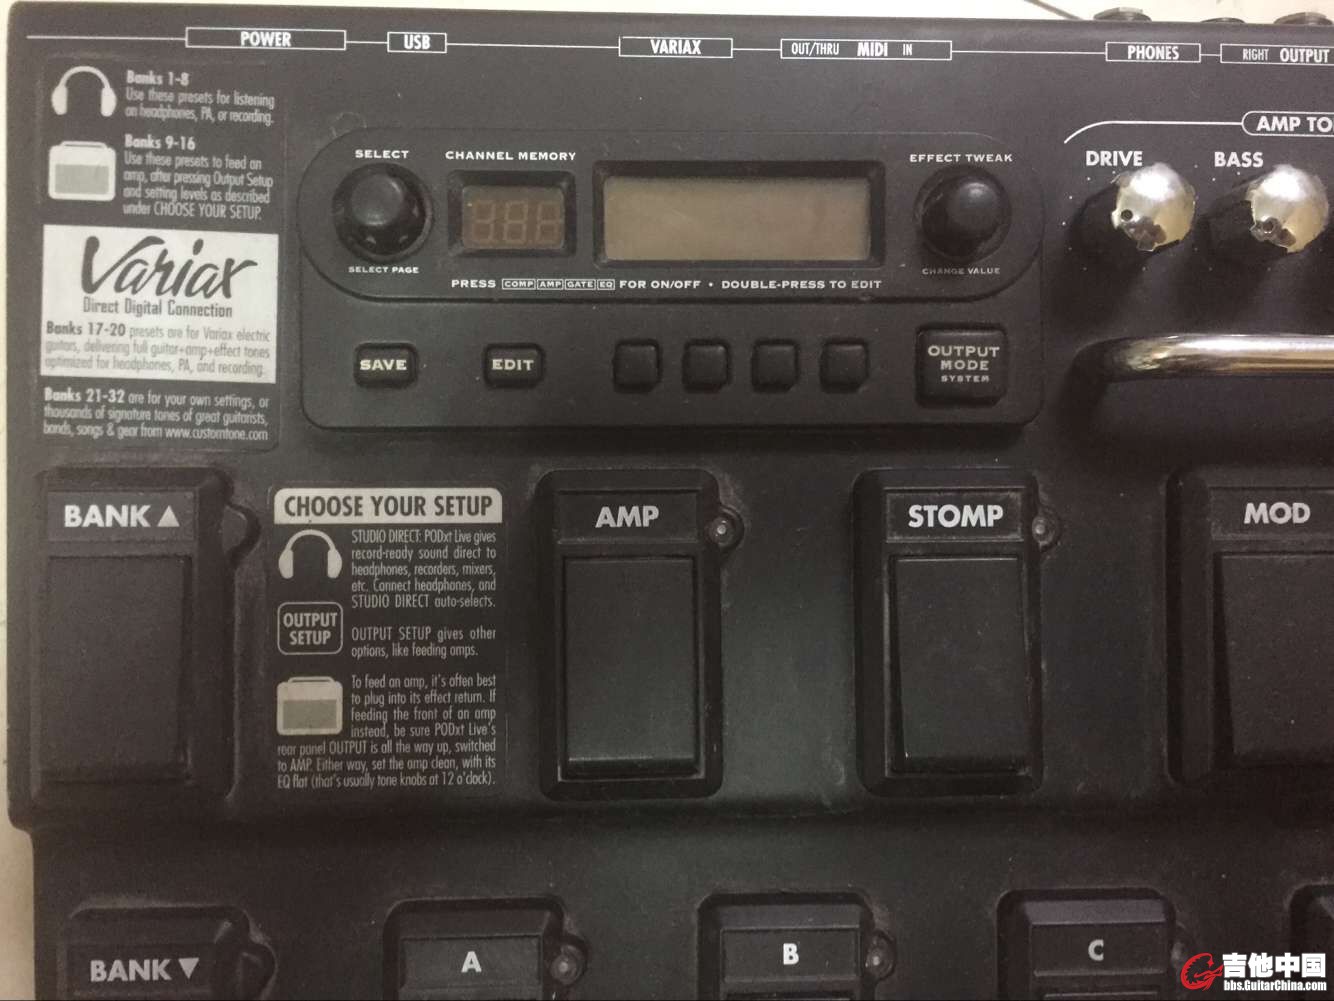 POWER
USB
VARIAX
OUT/THRU MIDI IN
PHONES
RIGHT OUTPUT
Banks 1-8
Use these presets for listening
on headphones, PA, or recording.
Banks 9-16
Use these presets to feed an
amp, after pressing Output Setup
and setting levels as described
under CHOOSE YOUR SETUP.
Variax
Direct Digital Connection
Banks 17-20 presets are for Variax electric
guitars, delivering full guitar+amp+effect tones
optimized for headphones, PA, and recording.
Banks 21-32 are for your own settings, or
thousands of signature tones of great guitarists,
bands, songs & gear from www.customtone.com
SELECT
CHANNEL MEMORY
EFFECT TWEAK
SELECT PAGE
CHANGE VALUE
PRESS COMP AMP GATE EQ FOR ON/OFF • DOUBLE-PRESS TO EDIT
SAVE
EDIT
OUTPUT
MODE
SYSTEM
AMP TO
DRIVE
BASS
BANK ▲
CHOOSE YOUR SETUP
STUDIO DIRECT: PODxt Live gives
record-ready sound direct to
headphones, recorders, mixers,
etc. Connect headphones, and
STUDIO DIRECT auto-selects.
OUTPUT
SETUP
OUTPUT SETUP gives other
options, like feeding amps.
To feed an amp, it's often best
to plug into its effect return. If
feeding the front of an amp
instead, be sure PODxt Live's
rear panel OUTPUT is all the way up, switched
to AMP. Either way, set the amp clean, with its
EQ flat (that's usually tone knobs at 12 o'clock).
AMP
STOMP
MOD
BANK ▼
A
B
C
吉他中国
bbs.GuitarChina.com